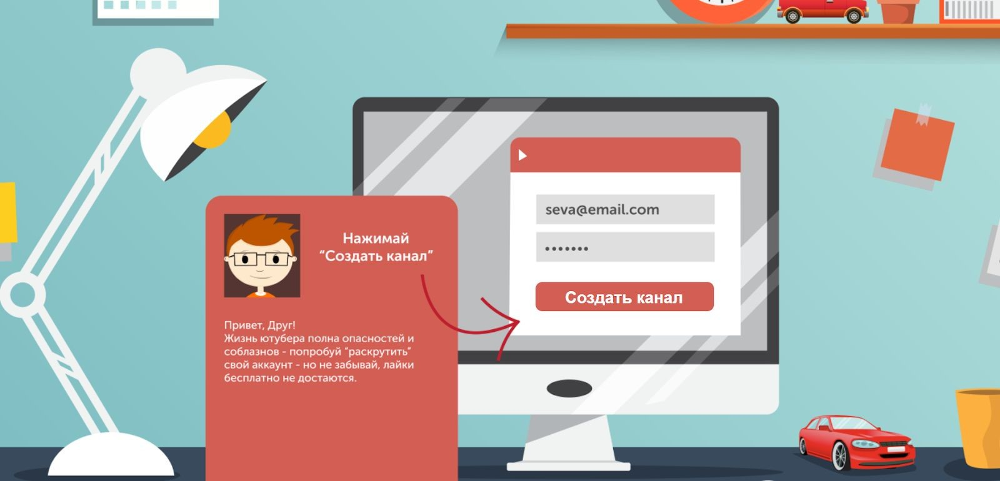 Нажимай
“Создать канал”
Привет, Друг!
Жизнь ютубера полна опасностей и
соблазнов - попробуй “раскрутить”
свой аккаунт - но не забывай, лайки
бесплатно не достаются.
seva@email.com
•••••••
Создать канал